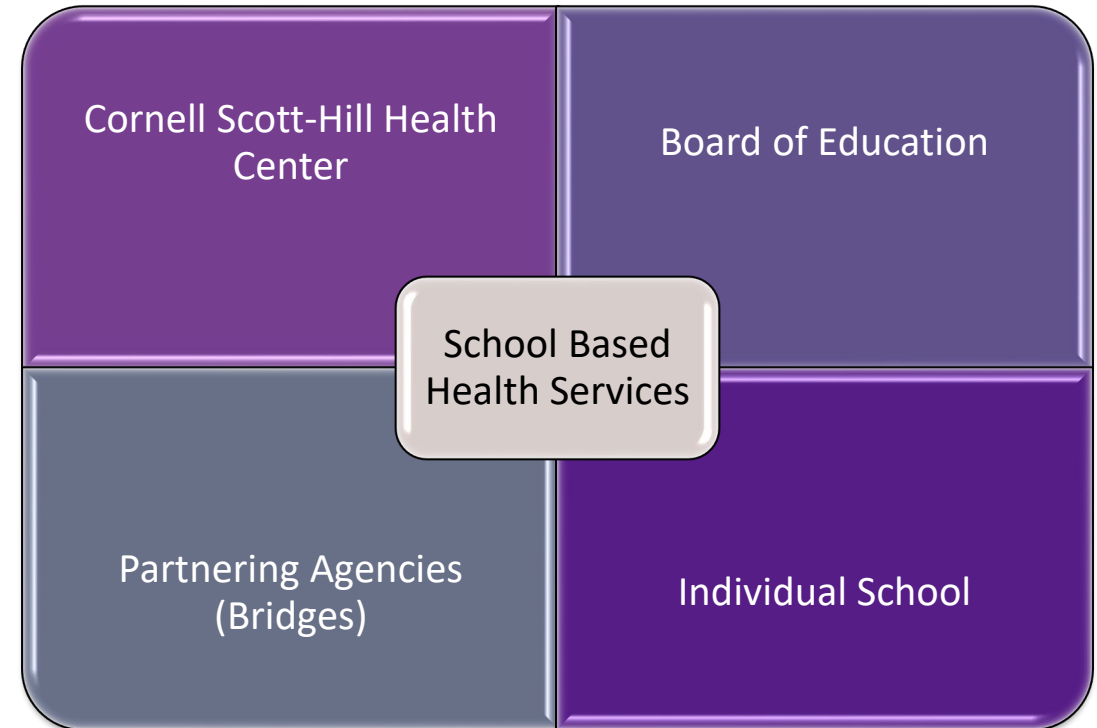 Cornell Scott-Hill Health
Center
Board of Education
School Based
Health Services
Partnering Agencies
(Bridges)
Individual School